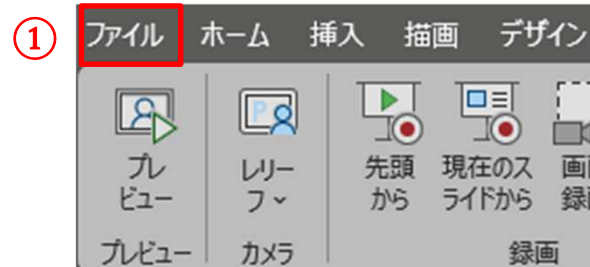 ① ファイル ホーム 挿入 描画 デザイン
プレ レリー 先頭 現在のス 画
ビュー フ から ライドから 録
プレビュー カメラ 録画